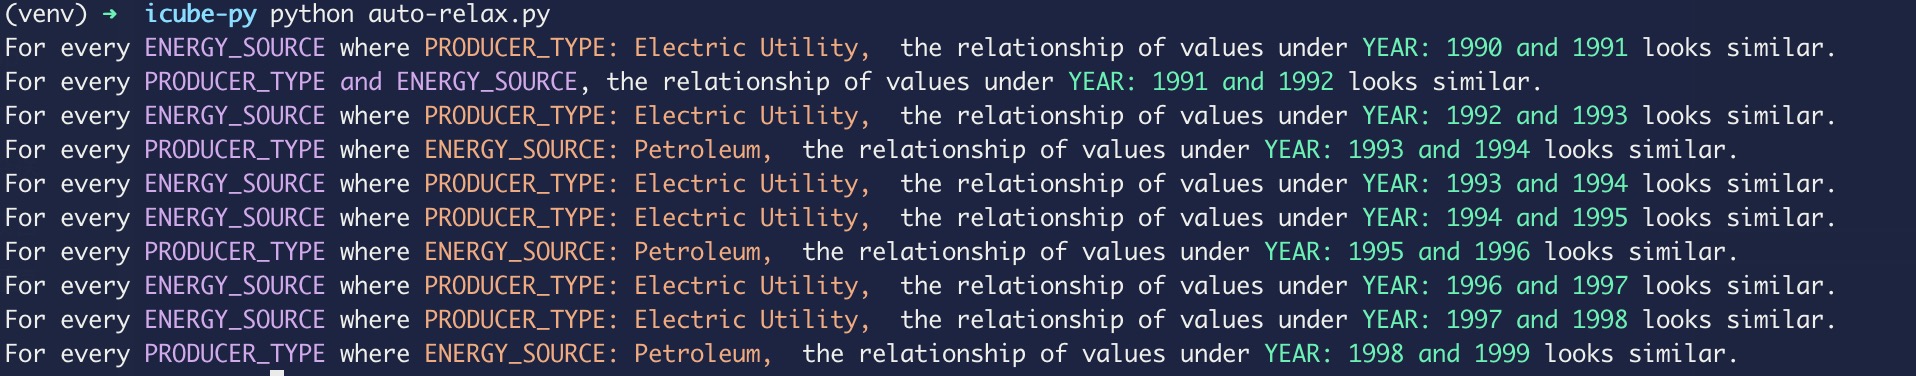 (venv) ➜  icube-py python auto-relax.py
For every ENERGY_SOURCE where PRODUCER_TYPE: Electric Utility,  the relationship of values under YEAR: 1990 and 1991 looks similar.
For every PRODUCER_TYPE and ENERGY_SOURCE, the relationship of values under YEAR: 1991 and 1992 looks similar.
For every ENERGY_SOURCE where PRODUCER_TYPE: Electric Utility,  the relationship of values under YEAR: 1992 and 1993 looks similar.
For every PRODUCER_TYPE where ENERGY_SOURCE: Petroleum,  the relationship of values under YEAR: 1993 and 1994 looks similar.
For every ENERGY_SOURCE where PRODUCER_TYPE: Electric Utility,  the relationship of values under YEAR: 1993 and 1994 looks similar.
For every ENERGY_SOURCE where PRODUCER_TYPE: Electric Utility,  the relationship of values under YEAR: 1994 and 1995 looks similar.
For every PRODUCER_TYPE where ENERGY_SOURCE: Petroleum,  the relationship of values under YEAR: 1995 and 1996 looks similar.
For every ENERGY_SOURCE where PRODUCER_TYPE: Electric Utility,  the relationship of values under YEAR: 1996 and 1997 looks similar.
For every ENERGY_SOURCE where PRODUCER_TYPE: Electric Utility,  the relationship of values under YEAR: 1997 and 1998 looks similar.
For every PRODUCER_TYPE where ENERGY_SOURCE: Petroleum,  the relationship of values under YEAR: 1998 and 1999 looks similar.